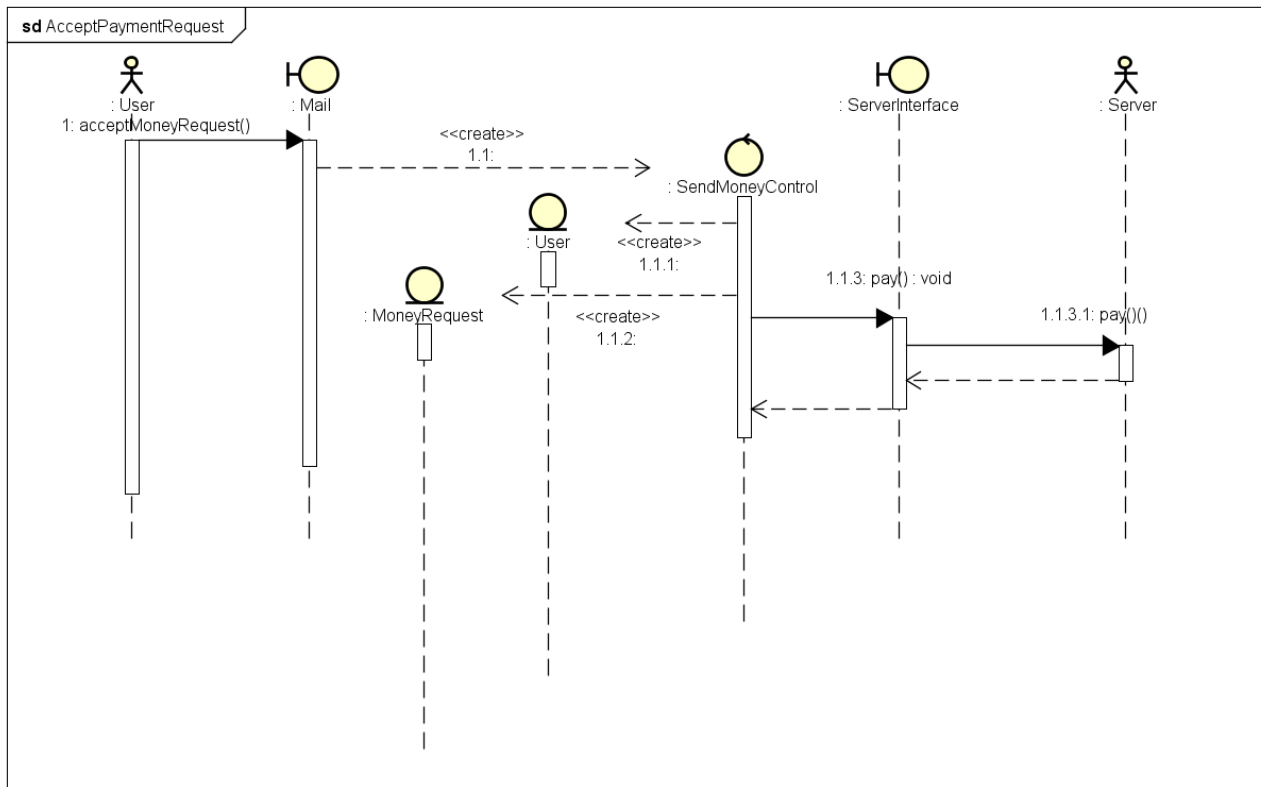 sd AcceptPaymentRequest
: User
: Mail
: ServerInterface
: Server
1: acceptMoneyRequest()
<<create>>
1.1:
: SendMoneyControl
: User
<<create>>
1.1.1:
1.1.3: pay() : void
: MoneyRequest
<<create>>
1.1.2:
1.1.3.1: pay()()